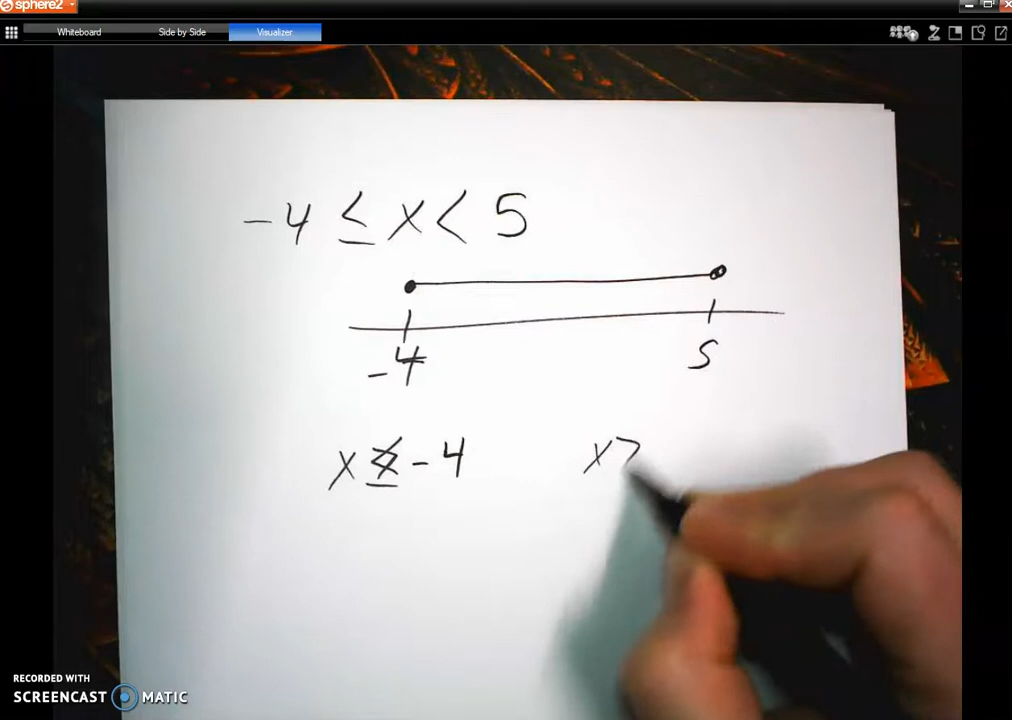 sphere2
Whiteboard Side by Side Visualizer
-4 ≤ x < 5
-4 5
x ≤ -4 x >
RECORDED WITH
SCREENCAST MATIC